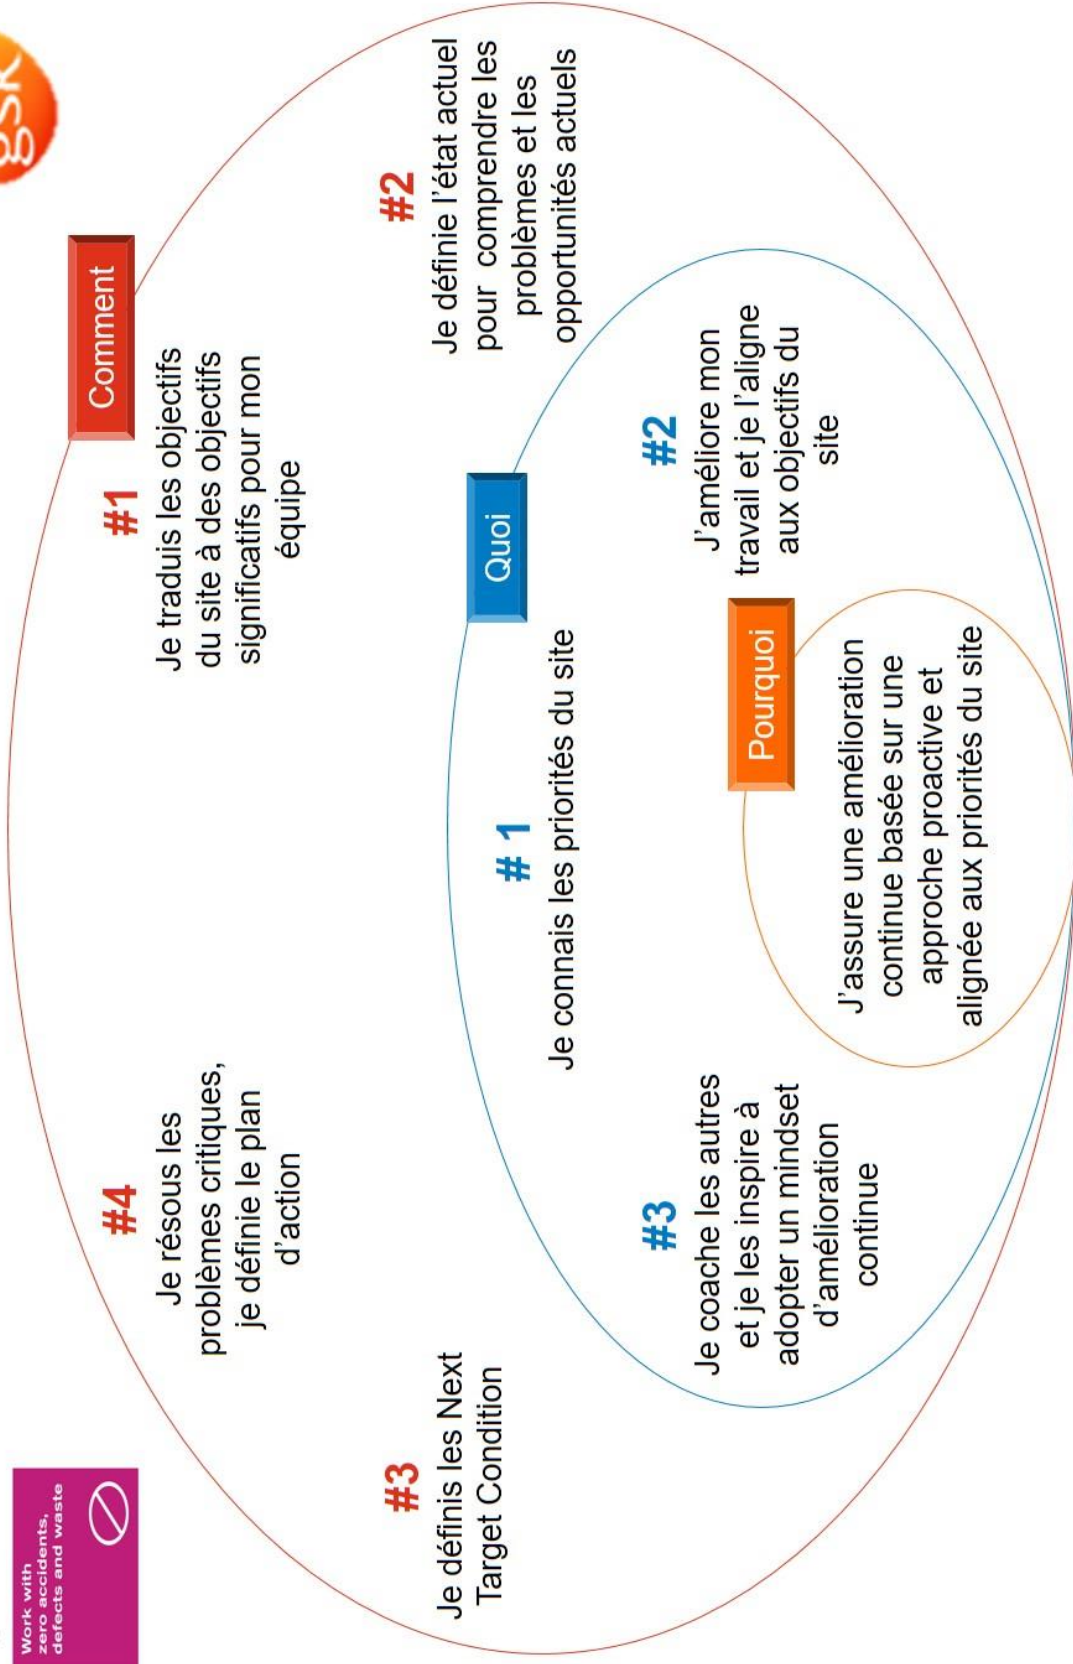 Work with
zero accidents,
defects and waste
gsk
Comment
#1
Je traduis les objectifs
du site à des objectifs
significatifs pour mon
équipe
#2
Je définie l'état actuel
pour comprendre les
problèmes et les
opportunités actuels
#3
Je définis les Next
Target Condition
#4
Je résous les
problèmes critiques,
je définie le plan
d'action
Quoi
# 1
Je connais les priorités du site
#2
J'améliore mon
travail et je l'aligne
aux objectifs du
site
#3
Je coache les autres
et je les inspire à
adopter un mindset
d'amélioration
continue
Pourquoi
J'assure une amélioration
continue basée sur une
approche proactive et
alignée aux priorités du site